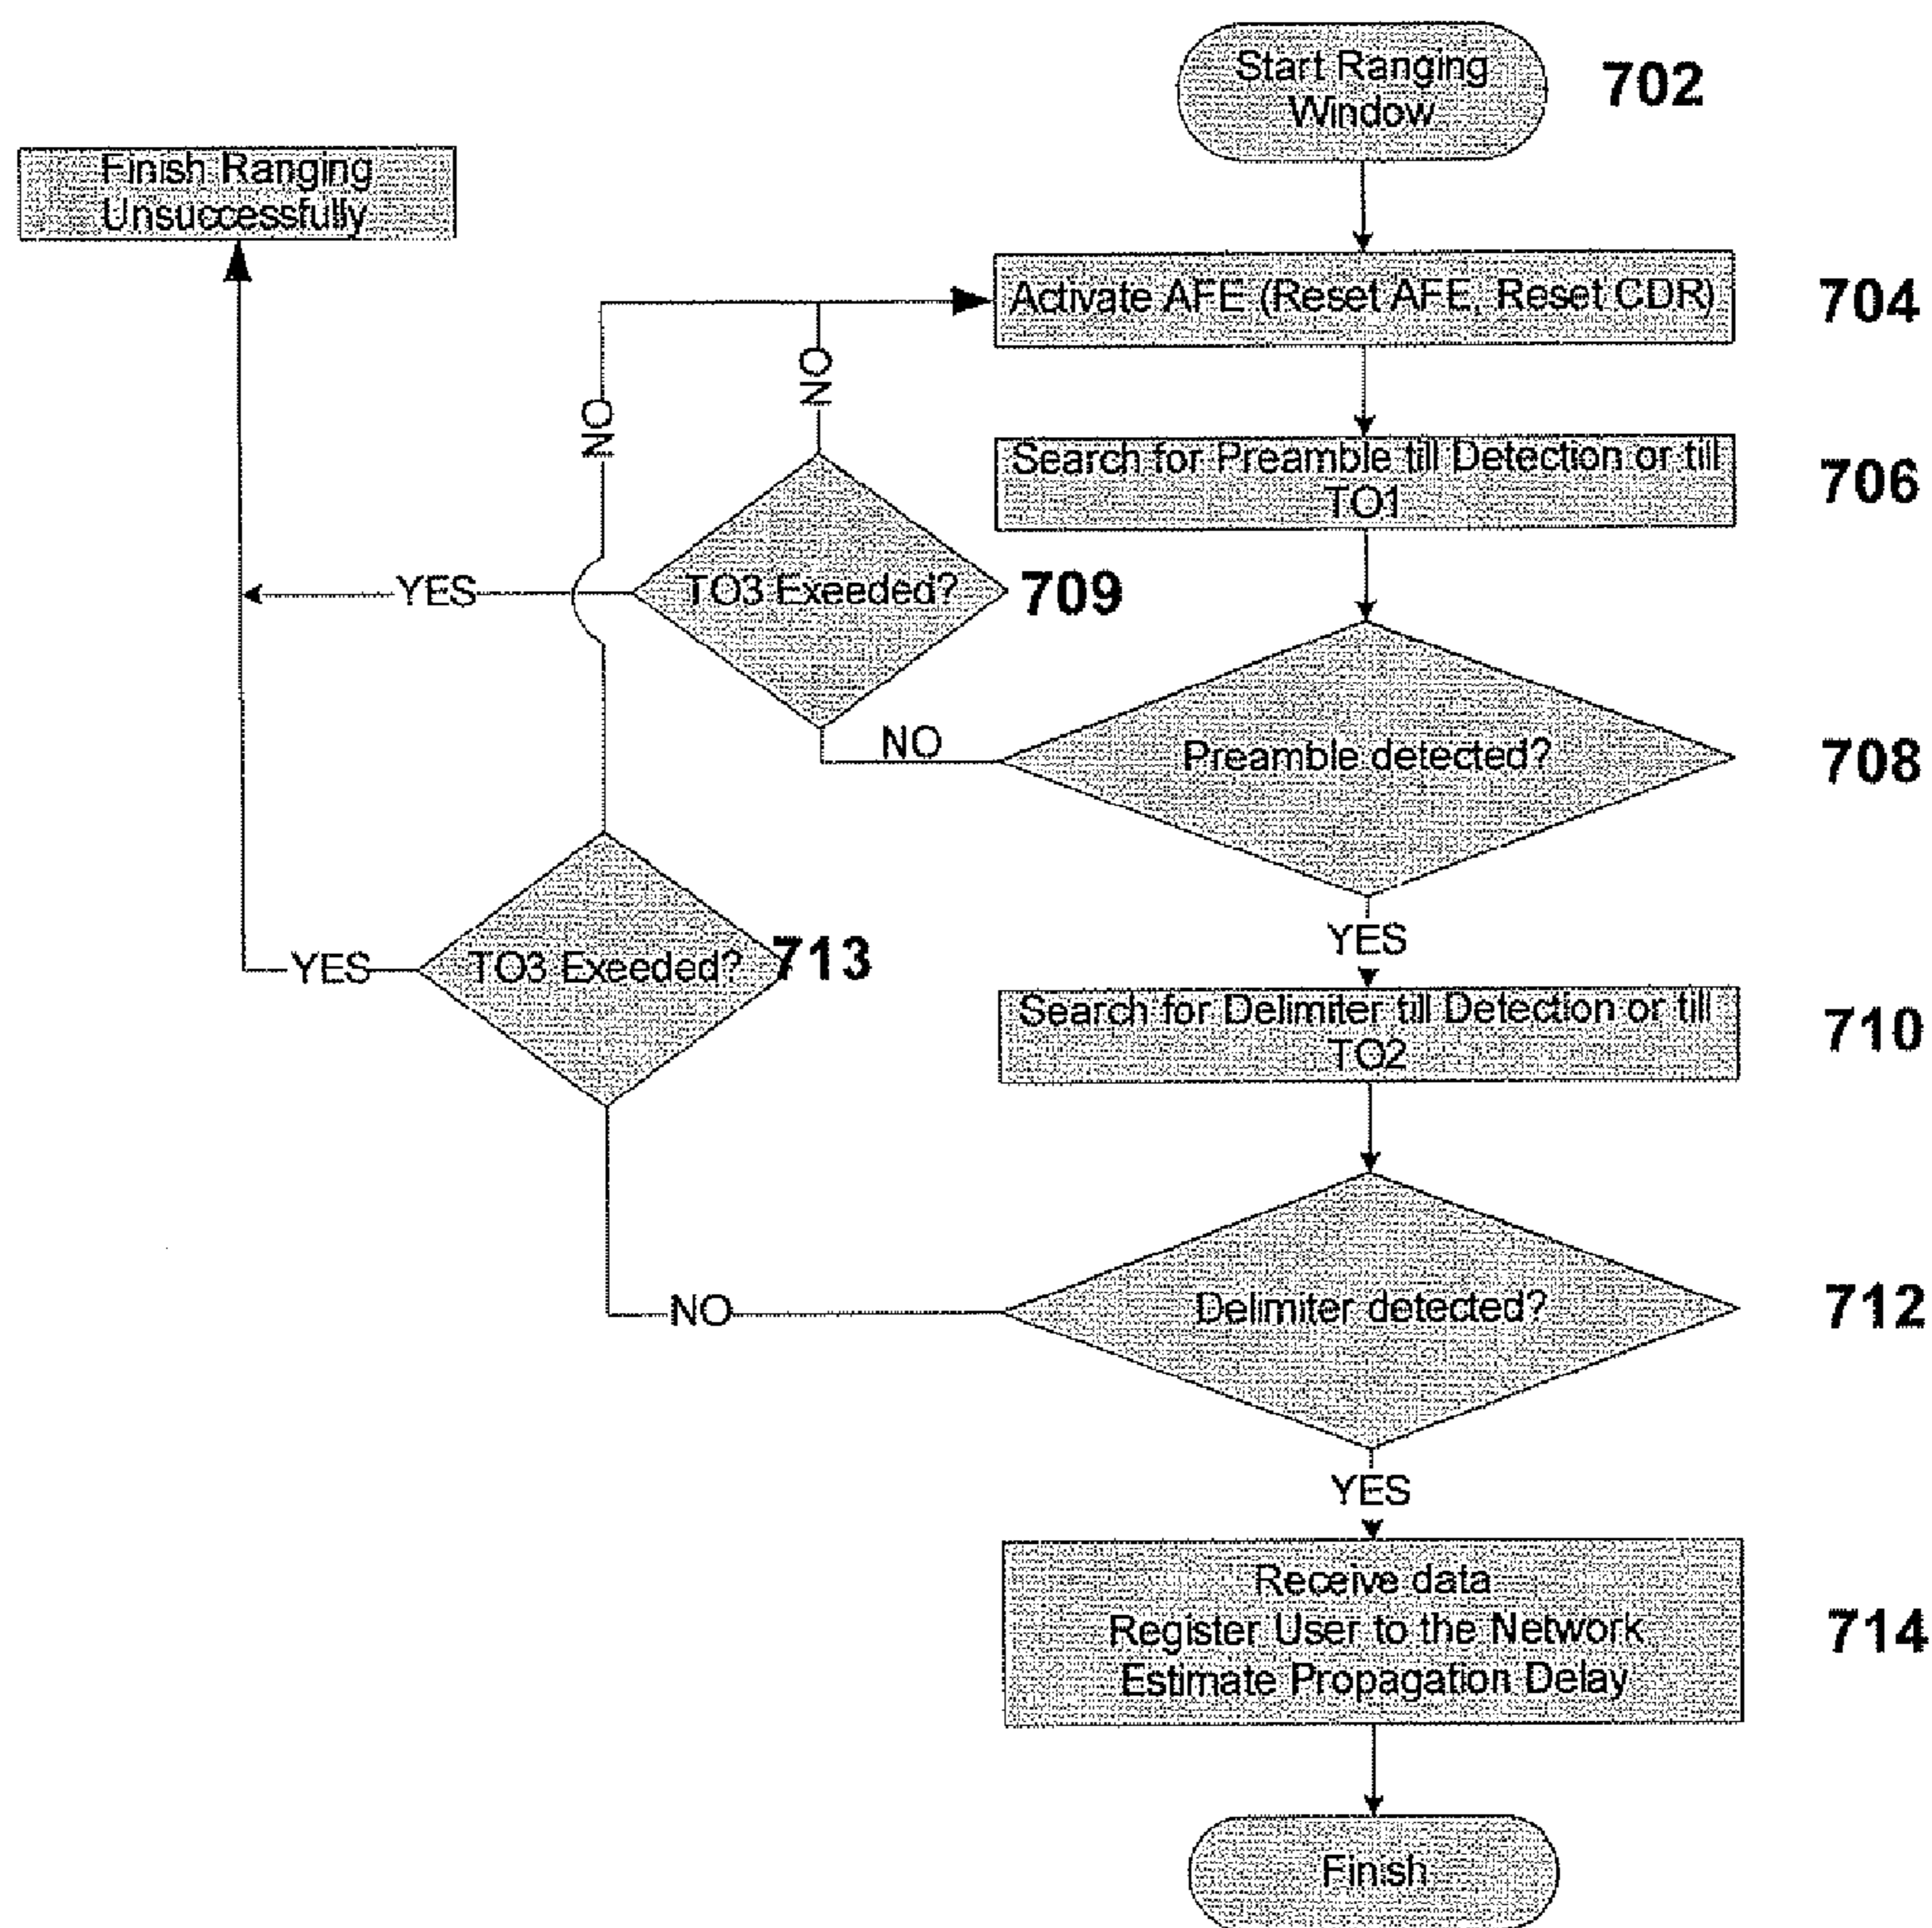 Start Ranging
Window
702
Finish Ranging
Unsuccessfully
Activate AFE (Reset AFE, Reset CDR)
704
NO
NO
Search for Preamble till Detection or till
TO1
706
YES
TO3 Exeeded?
709
NO
Preamble detected?
708
YES
YES
TO3 Exeeded?
713
Search for Delimiter till Detection or till
TO2
710
NO
Delimiter detected?
712
YES
Receive data
Register User to the Network
Estimate Propagation Delay
714
Finish